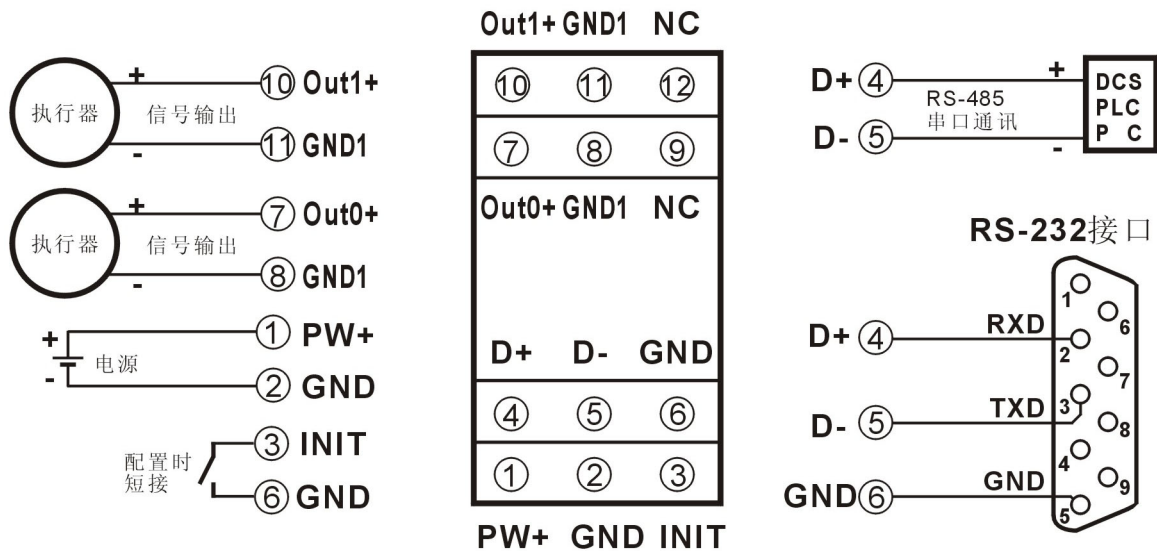 ⑩ Out1+
+
执行器
信号输出
-
⑪ GND1
⑦ Out0+
+
执行器
信号输出
-
⑧ GND1
① PW+
+
电源
-
② GND
③ INIT
配置时
短接
⑥ GND
Out1+ GND1 NC
⑩ ⑪ ⑫
⑦ ⑧ ⑨
Out0+ GND1 NC
D+ D- GND
④ ⑤ ⑥
① ② ③
PW+ GND INIT
D+ ④
+
RS-485
串口通讯
D- ⑤
-
DCS
PLC
P C
RS-232接口
1
6
D+ ④ RXD
2
7
D- ⑤ TXD 3
8
4
9
GND ⑥ GND
5